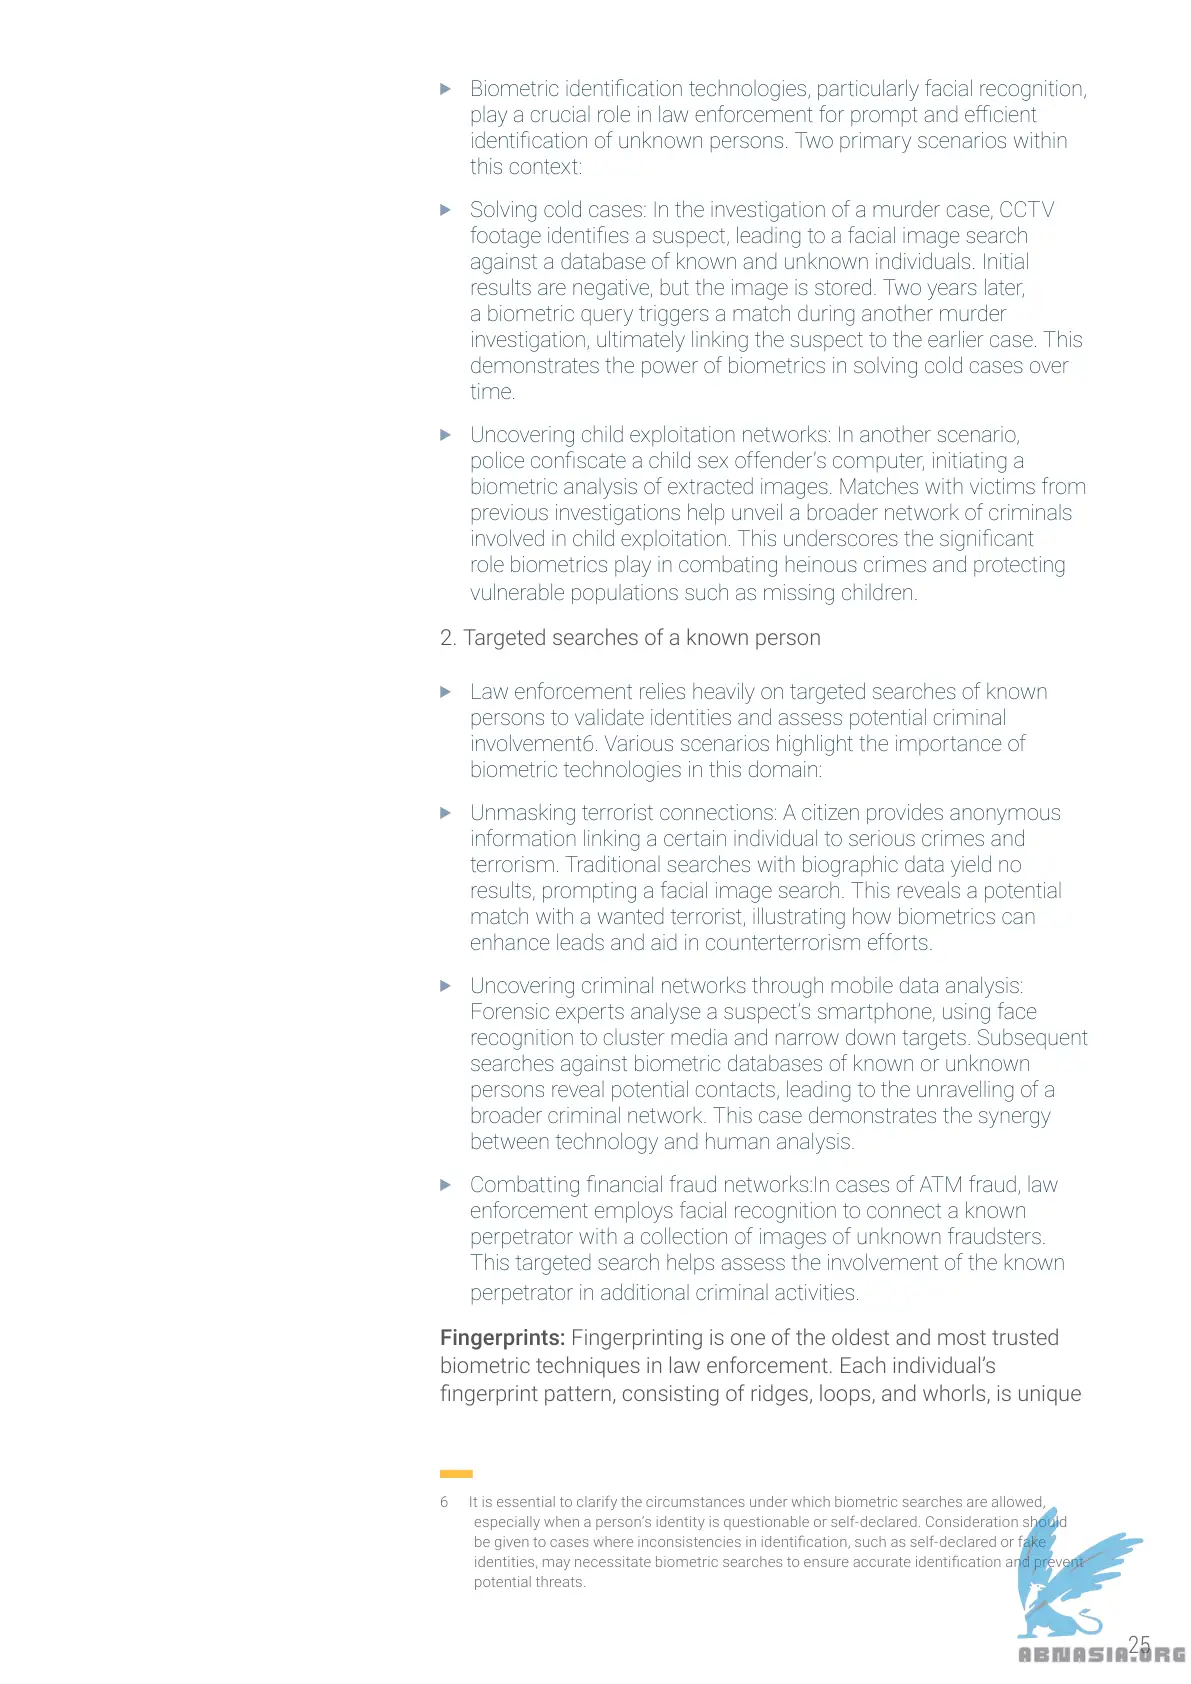 ▶ Biometric identification technologies, particularly facial recognition,
play a crucial role in law enforcement for prompt and efficient
identification of unknown persons. Two primary scenarios within
this context:
▶ Solving cold cases: In the investigation of a murder case, CCTV
footage identifies a suspect, leading to a facial image search
against a database of known and unknown individuals. Initial
results are negative, but the image is stored. Two years later,
a biometric query triggers a match during another murder
investigation, ultimately linking the suspect to the earlier case. This
demonstrates the power of biometrics in solving cold cases over
time.
▶ Uncovering child exploitation networks: In another scenario,
police confiscate a child sex offender’s computer, initiating a
biometric analysis of extracted images. Matches with victims from
previous investigations help unveil a broader network of criminals
involved in child exploitation. This underscores the significant
role biometrics play in combating heinous crimes and protecting
vulnerable populations such as missing children.
2. Targeted searches of a known person
▶ Law enforcement relies heavily on targeted searches of known
persons to validate identities and assess potential criminal
involvement6. Various scenarios highlight the importance of
biometric technologies in this domain:
▶ Unmasking terrorist connections: A citizen provides anonymous
information linking a certain individual to serious crimes and
terrorism. Traditional searches with biographic data yield no
results, prompting a facial image search. This reveals a potential
match with a wanted terrorist, illustrating how biometrics can
enhance leads and aid in counterterrorism efforts.
▶ Uncovering criminal networks through mobile data analysis:
Forensic experts analyse a suspect’s smartphone, using face
recognition to cluster media and narrow down targets. Subsequent
searches against biometric databases of known or unknown
persons reveal potential contacts, leading to the unravelling of a
broader criminal network. This case demonstrates the synergy
between technology and human analysis.
▶ Combatting financial fraud networks:In cases of ATM fraud, law
enforcement employs facial recognition to connect a known
perpetrator with a collection of images of unknown fraudsters.
This targeted search helps assess the involvement of the known
perpetrator in additional criminal activities.
Fingerprints: Fingerprinting is one of the oldest and most trusted
biometric techniques in law enforcement. Each individual’s
fingerprint pattern, consisting of ridges, loops, and whorls, is unique
6 It is essential to clarify the circumstances under which biometric searches are allowed,
especially when a person’s identity is questionable or self-declared. Consideration should
be given to cases where inconsistencies in identification, such as self-declared or fake
identities, may necessitate biometric searches to ensure accurate identification and prevent
potential threats.
25
ABNASIA.ORG